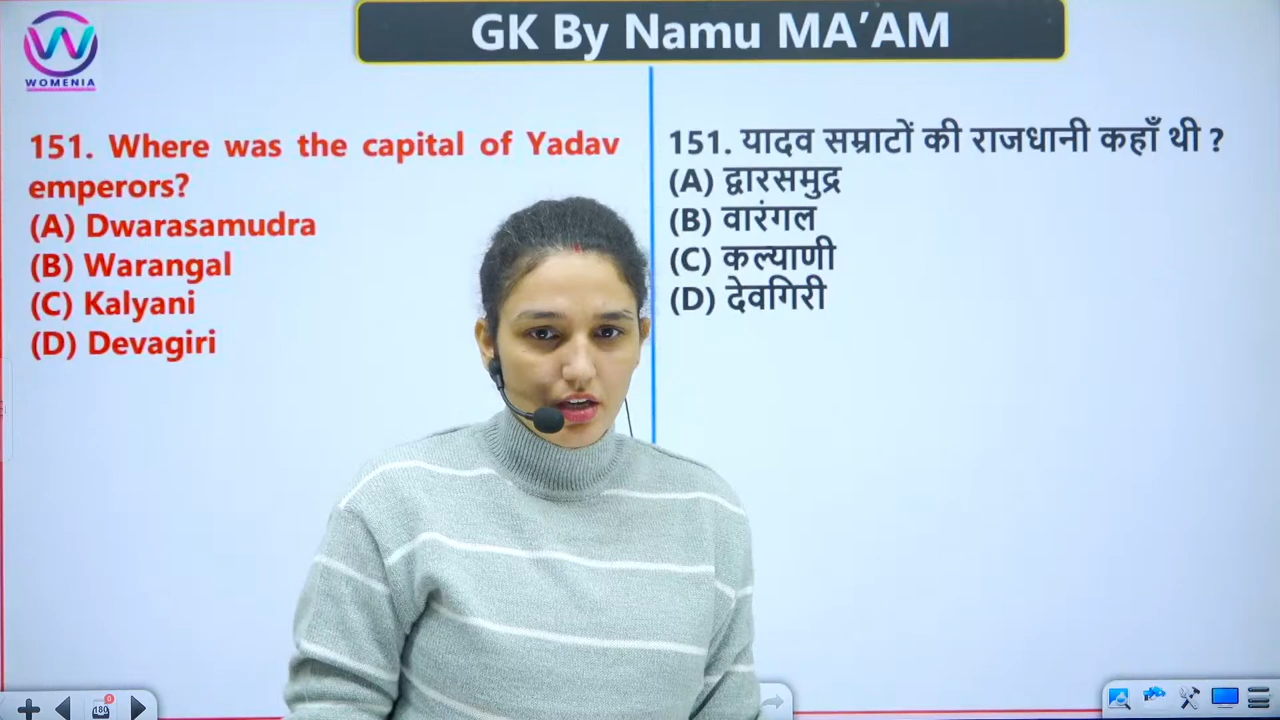 WOMENIA
GK By Namu MA’AM
151. Where was the capital of Yadav
emperors?
(A) Dwarasamudra
(B) Warangal
(C) Kalyani
(D) Devagiri
151. यादव सम्राटों की राजधानी कहाँ थी ?
(A) द्वारसमुद्र
(B) वारंगल
(C) कल्याणी
(D) देवगिरी
180